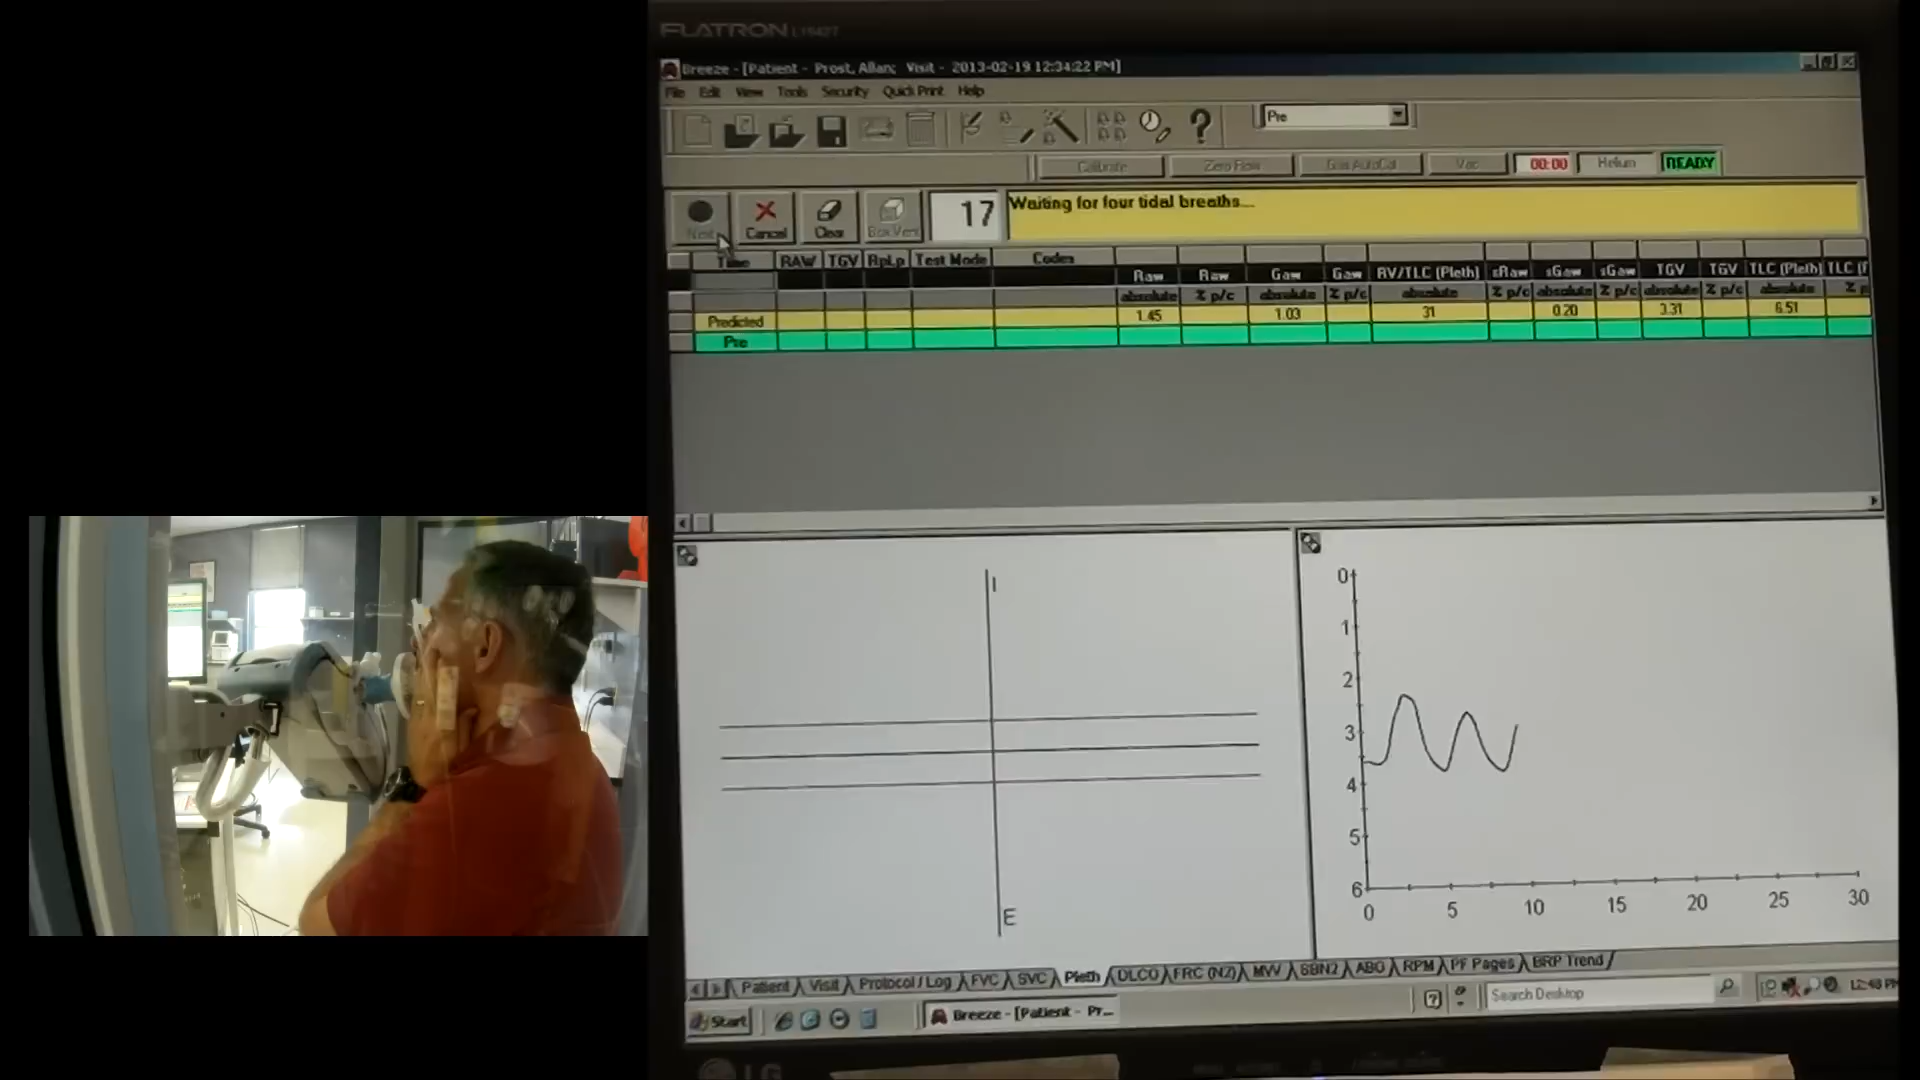 FLATRON L1942T
Breeze - [Patient - Prost, Allan; Visit - 2013-02-19 12:34:22 PM]
File Edit View Tools Security Quick Print Help
Pre
Calibrate Zero Flow Gas AutoCal Vac 00:00 Helium READY
Next Cancel Clear Box Vent 17 Waiting for four tidal breaths...
Time RAW TGV RpLp Test Mode Codes
Raw Raw Gaw Gaw RV/TLC (Pleth) sRaw sGaw sGaw TGV TGV TLC (Pleth)
absolute % p/c absolute % p/c absolute % p/c absolute % p/c absolute % p/c absolute
Predicted 1.45 1.03 31 0.20 3.31 6.51
Pre
I
E
0
1
2
3
4
5
6
0 5 10 15 20 25 30
Patient Visit Protocol / Log FVC SVC Pleth DLCO FRC (N2) MVV SBN2 ABG RPM PF Pages BRP Trend
Start Breeze - [Patient - Pr... Search Desktop 12:48 PM
LG